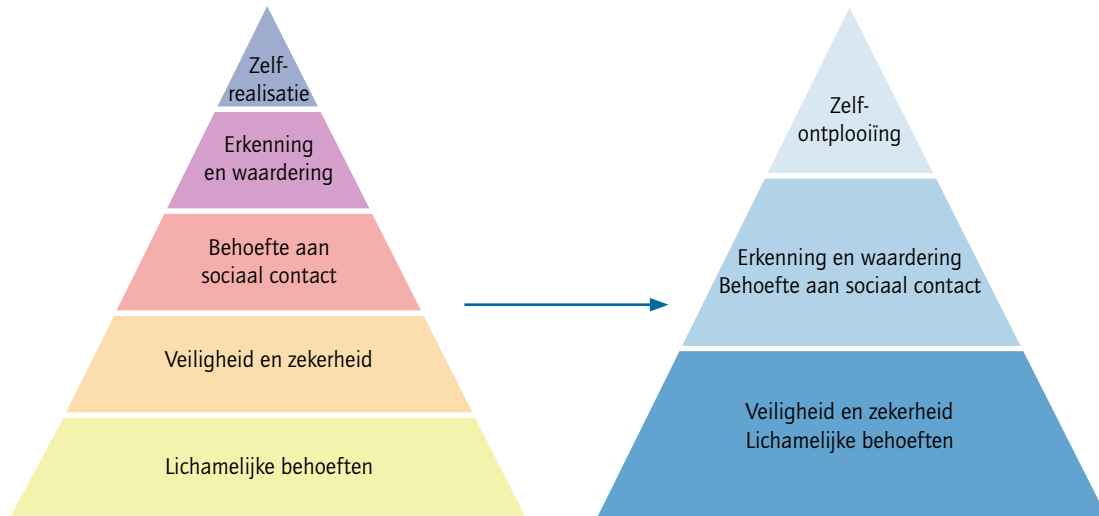 Zelf-
realisatie
Erkenning
en waardering
Behoefte aan
sociaal contact
Veiligheid en zekerheid
Lichamelijke behoeften
Zelf-
ontplooiïng
Erkenning en waardering
Behoefte aan sociaal contact
Veiligheid en zekerheid
Lichamelijke behoeften